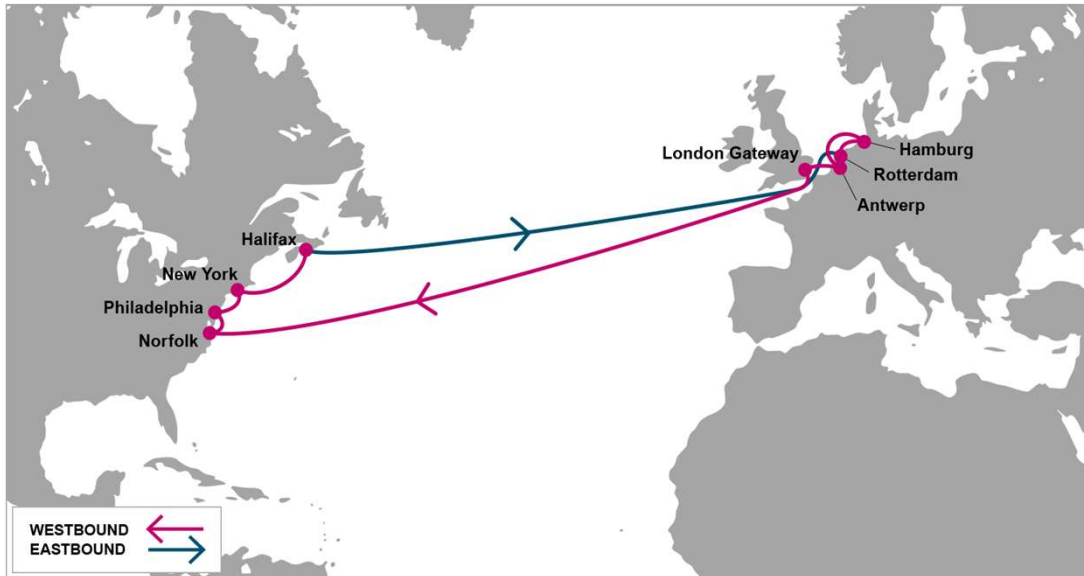 London Gateway
Hamburg
Rotterdam
Antwerp
Halifax
New York
Philadelphia
Norfolk
WESTBOUND
EASTBOUND